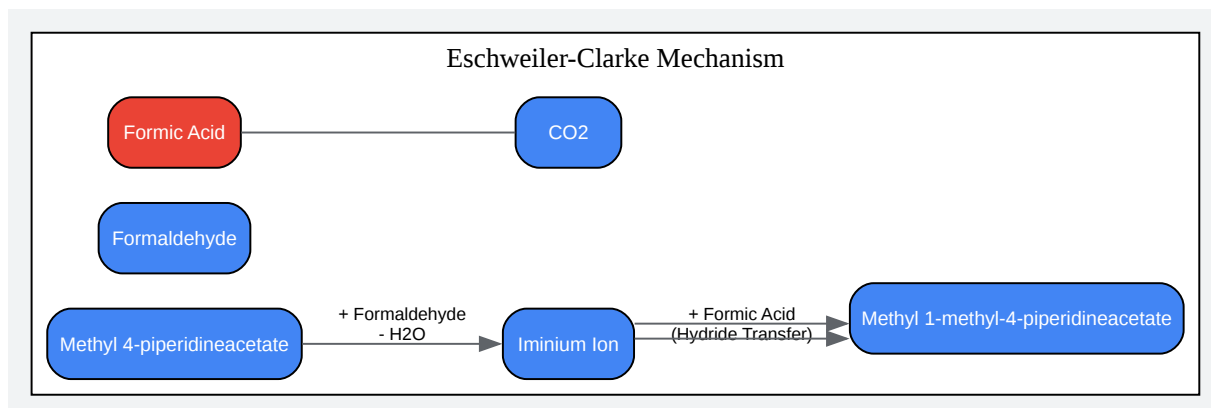 Eschweiler-Clarke Mechanism
Formic Acid
CO2
Formaldehyde
Methyl 4-piperidineacetate
+ Formaldehyde
- H2O
Iminium Ion
+ Formic Acid
(Hydride Transfer)
Methyl 1-methyl-4-piperidineacetate